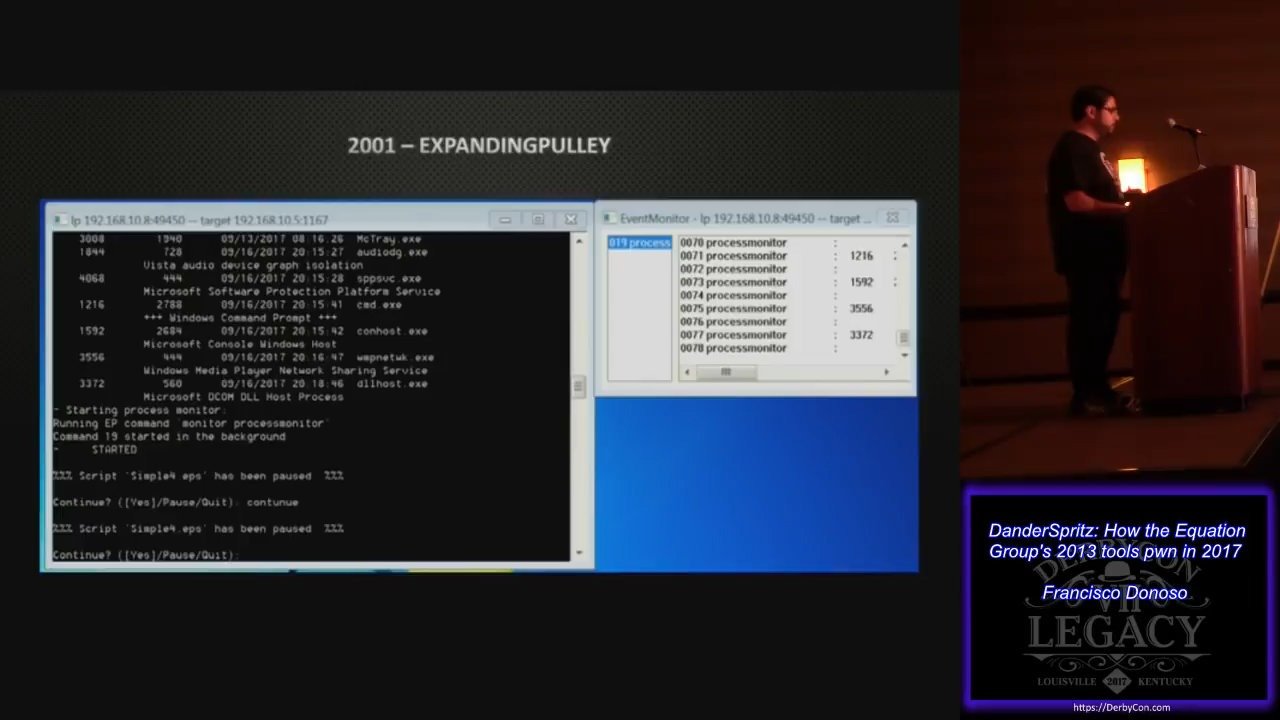 2001 – EXPANDINGPULLEY
lp 192.168.10.8:49450 -- target 192.168.10.5:1167
3008 1940 09/13/2017 08:16:26 McTray.exe
1844 728 09/16/2017 20:15:27 audiodg.exe
Vista audio device graph isolation
4068 444 09/16/2017 20:15:28 sppsvc.exe
Microsoft Software Protection Platform Service
1216 2788 09/16/2017 20:15:41 cmd.exe
+++ Windows Command Prompt +++
1592 2684 09/16/2017 20:15:42 conhost.exe
Microsoft Console Windows Host
3556 444 09/16/2017 20:16:47 wmpnetwk.exe
Windows Media Player Network Sharing Service
3372 560 09/16/2017 20:18:46 dllhost.exe
Microsoft DCOM DLL Host Process
- Starting process monitor:
Running EP command 'monitor processmonitor'
Command 19 started in the background
- STARTED
%%% Script 'Simple4.eps' has been paused %%%
Continue? ([Yes]/Pause/Quit): contunue
%%% Script 'Simple4.eps' has been paused %%%
Continue? ([Yes]/Pause/Quit):
EventMonitor - lp 192.168.10.8:49450 -- target ...
019 process
0070 processmonitor :
0071 processmonitor : 1216 :
0072 processmonitor :
0073 processmonitor : 1592 :
0074 processmonitor :
0075 processmonitor : 3556
0076 processmonitor :
0077 processmonitor : 3372
0078 processmonitor :
DanderSpritz: How the Equation
Group's 2013 tools pwn in 2017
Francisco Donoso
DERBYCON
VII
LEGACY
LOUISVILLE 2017 KENTUCKY
https://DerbyCon.com